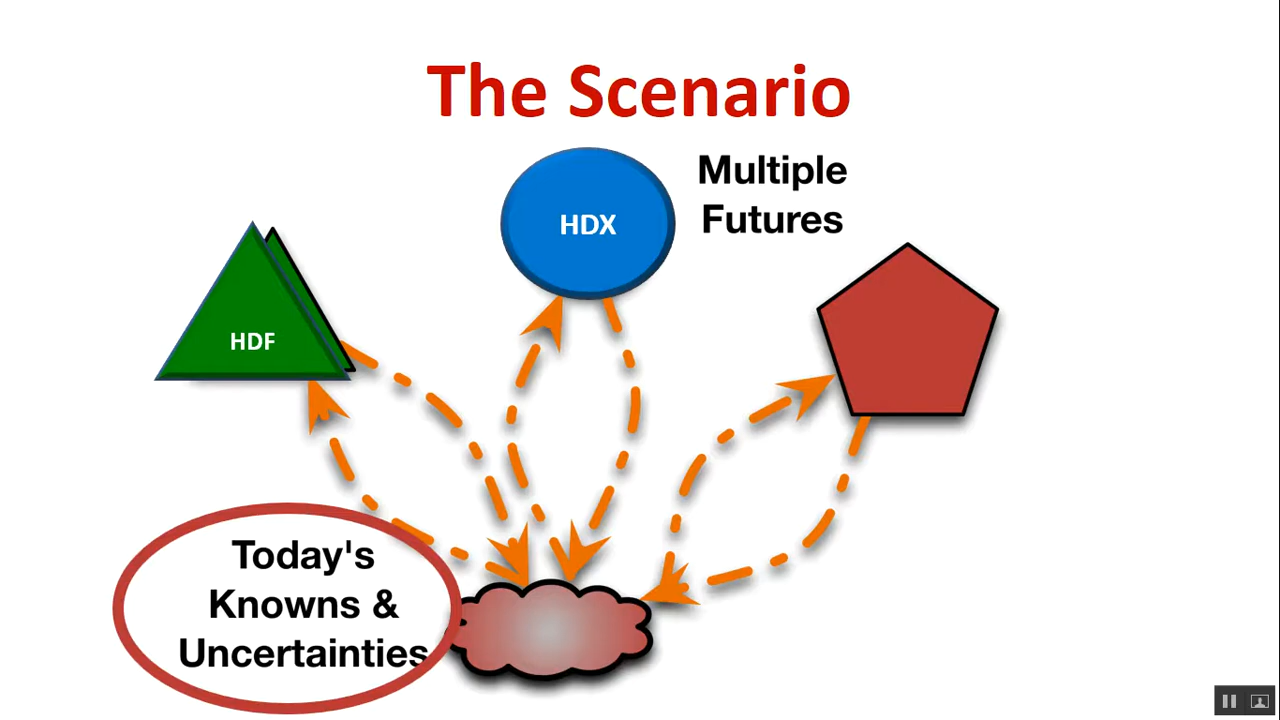 The Scenario
Multiple
Futures
HDX
HDF
Today's
Knowns &
Uncertainties